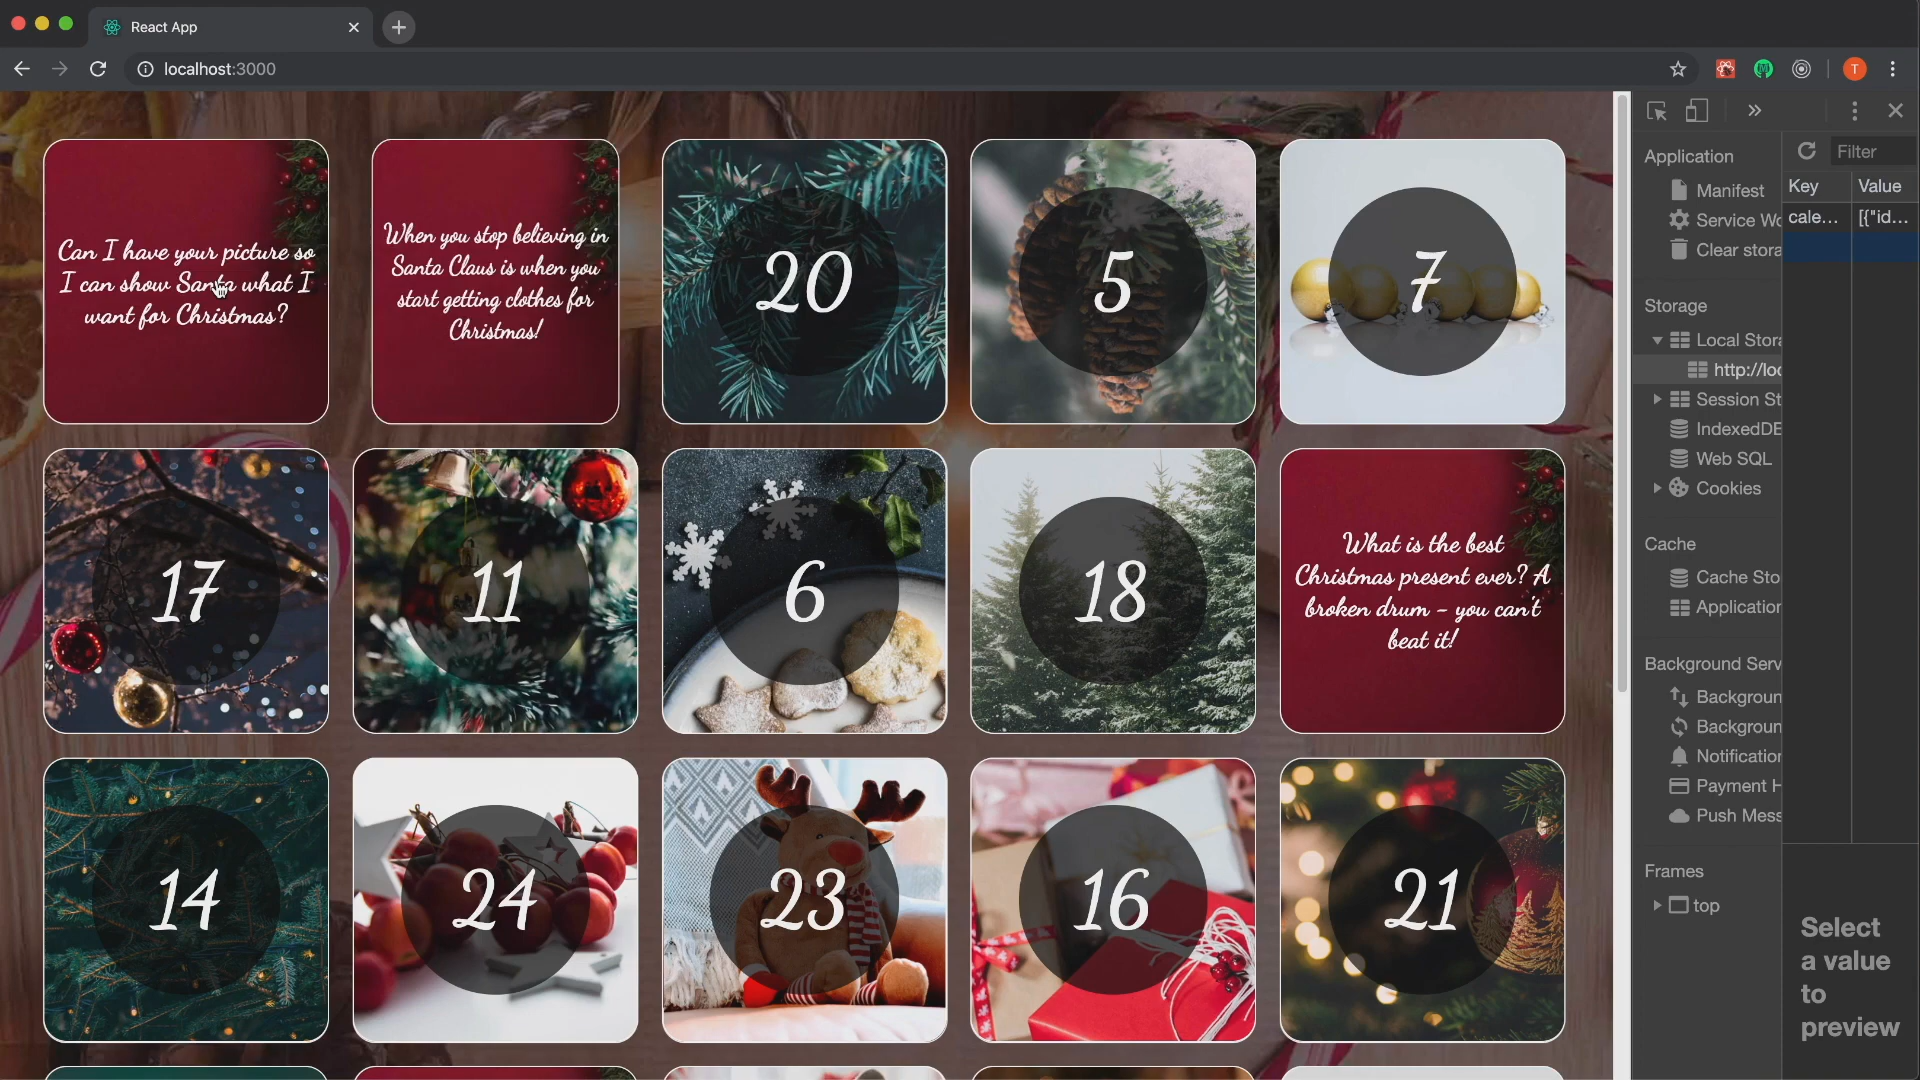 React App
localhost:3000
T
Can I have your picture so
I can show Santa what I
want for Christmas?
When you stop believing in
Santa Claus is when you
start getting clothes for
Christmas!
20
5
7
17
11
6
18
What is the best
Christmas present ever? A
broken drum - you can't
beat it!
14
24
23
16
21
Application
Manifest
Service Wo
Clear stora
Storage
Local Stora
http://loc
Session St
IndexedDB
Web SQL
Cookies
Cache
Cache Sto
Application
Background Serv
Backgroun
Backgroun
Notification
Payment H
Push Mess
Frames
top
Filter
Key Value
cale... [{"id...
Select
a value
to
preview